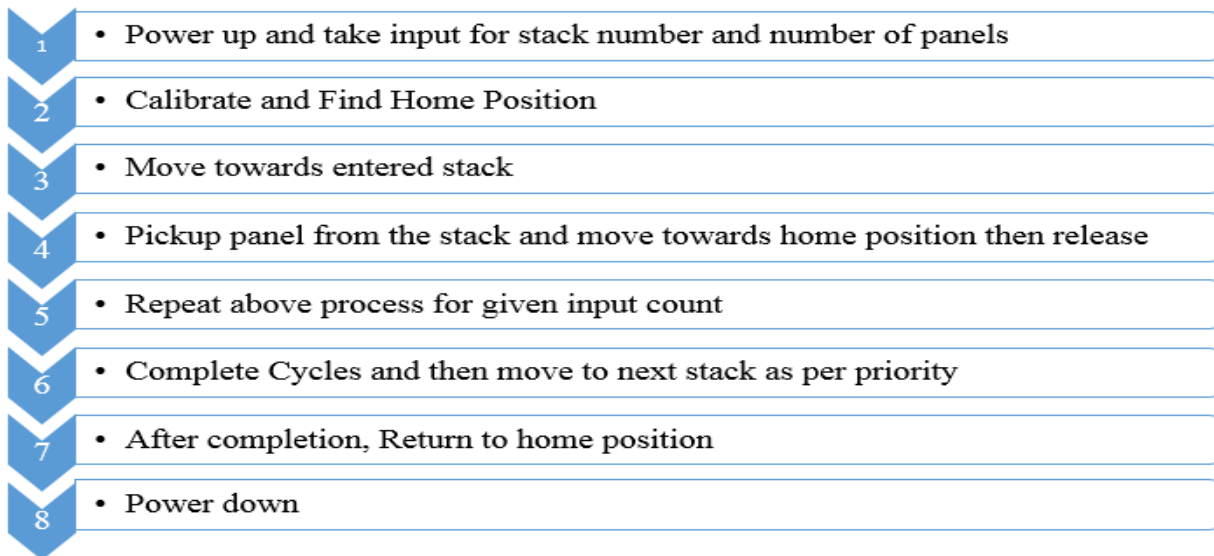 1 • Power up and take input for stack number and number of panels
2 • Calibrate and Find Home Position
3 • Move towards entered stack
4 • Pickup panel from the stack and move towards home position then release
5 • Repeat above process for given input count
6 • Complete Cycles and then move to next stack as per priority
7 • After completion, Return to home position
8 • Power down